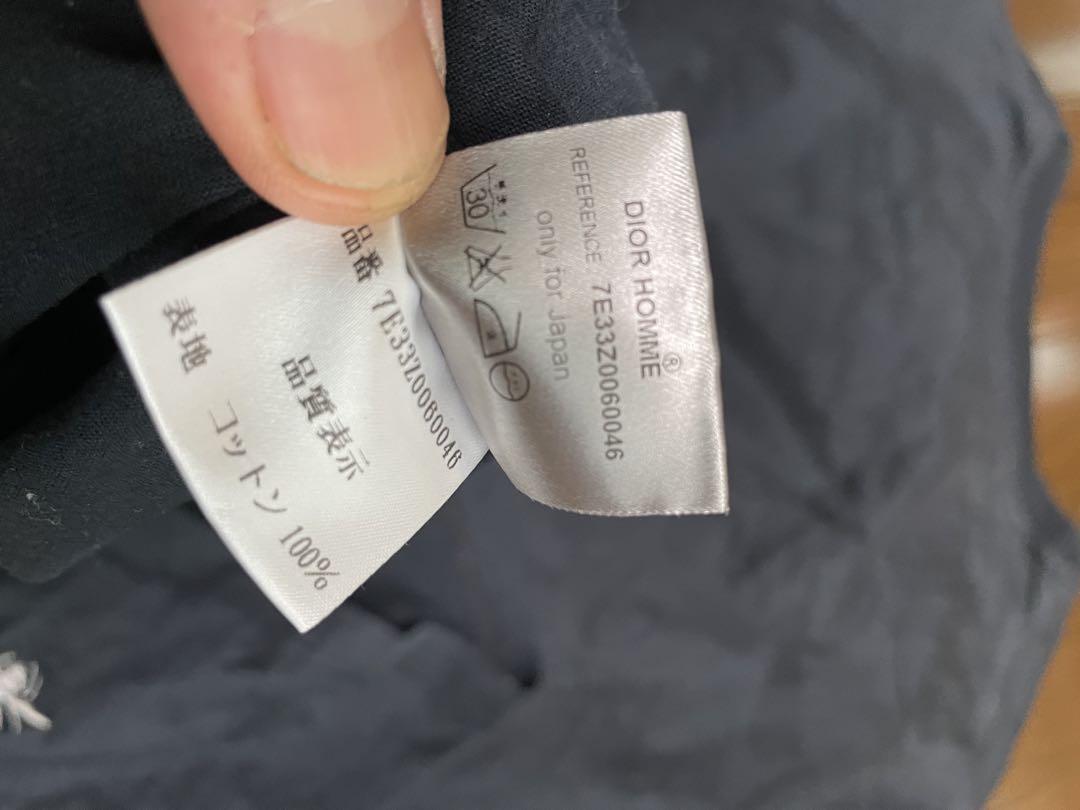 DIOR HOMME®
REFERENCE 7E33Z0060046
only for Japan
30
品番 7E33Z0060046
品質表示
表地 コットン 100%